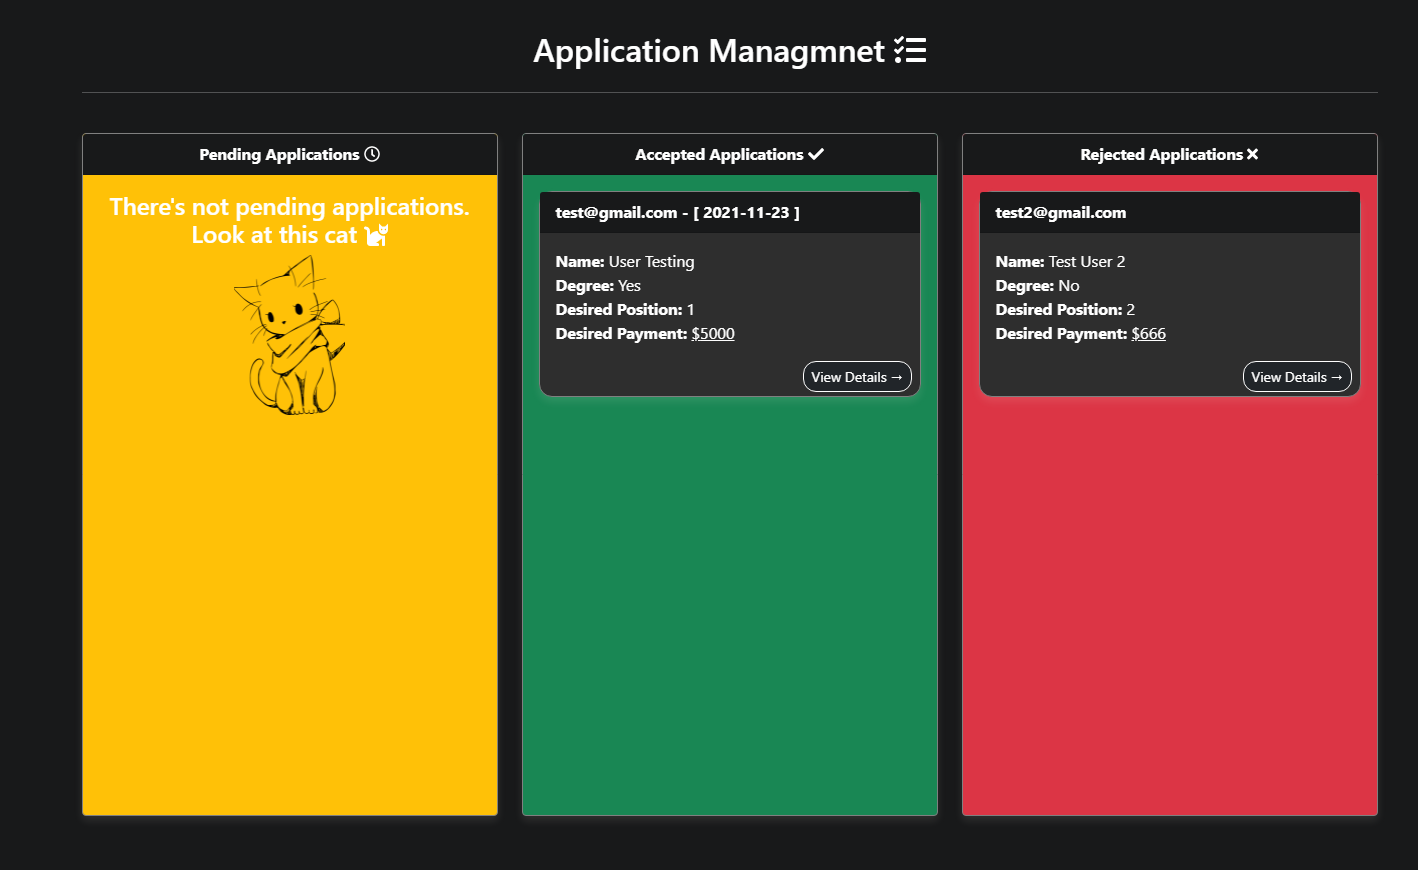 Application Managmnet
Pending Applications
There's not pending applications.
Look at this cat
Accepted Applications
test@gmail.com - [ 2021-11-23 ]
Name: User Testing
Degree: Yes
Desired Position: 1
Desired Payment: $5000
View Details →
Rejected Applications
test2@gmail.com
Name: Test User 2
Degree: No
Desired Position: 2
Desired Payment: $666
View Details →